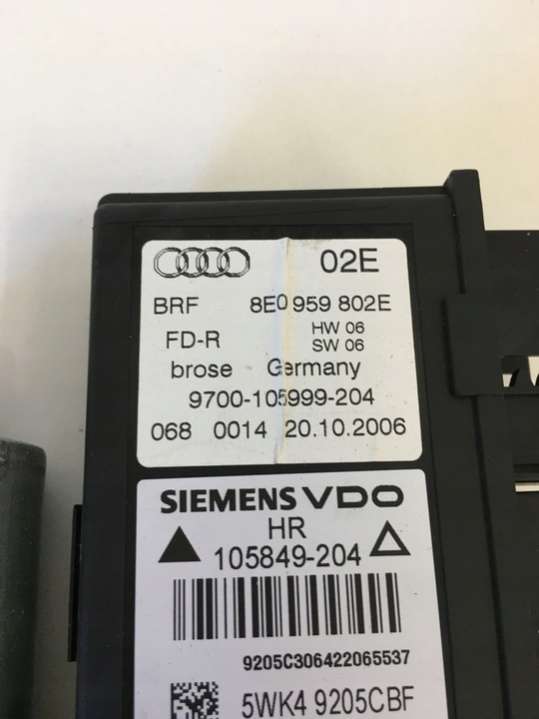 02E
BRF 8E0 959 802E
FD-R HW 06
SW 06
brose Germany
9700-105999-204
068 0014 20.10.2006
SIEMENS VDO
HR
105849-204
9205C306422065537
5WK4 9205CBF